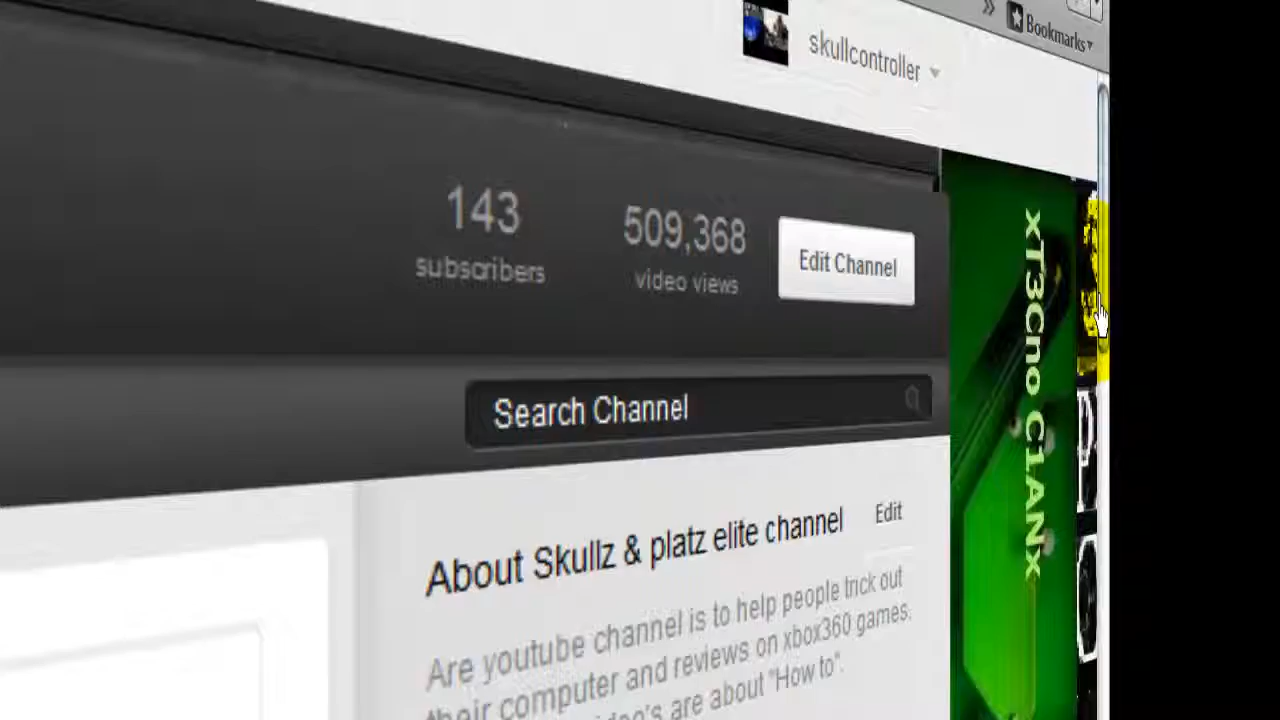 » Bookmarks
skullcontroller
143
subscribers
509,368
video views
Edit Channel
xT3Cno C1ANx
Search Channel
About Skullz & platz elite channel
Edit
Are youtube channel is to help people trick out
their computer and reviews on xbox360 games.
are about "How to".